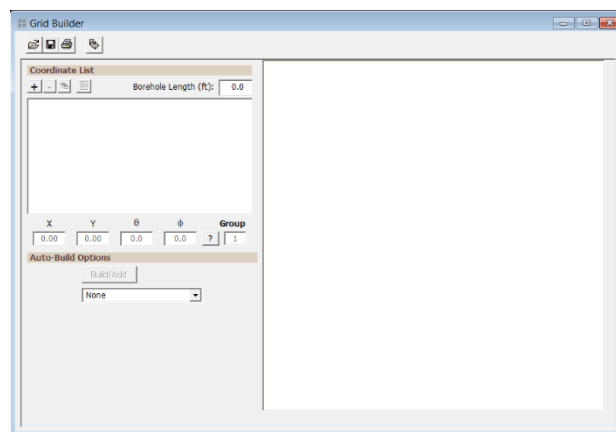 Grid Builder
Coordinate List
+ - Borehole Length (ft): 0.0
X Y θ ϕ Group
0.00 0.00 0.0 0.0 ? 1
Auto-Build Options
Build/Add
None